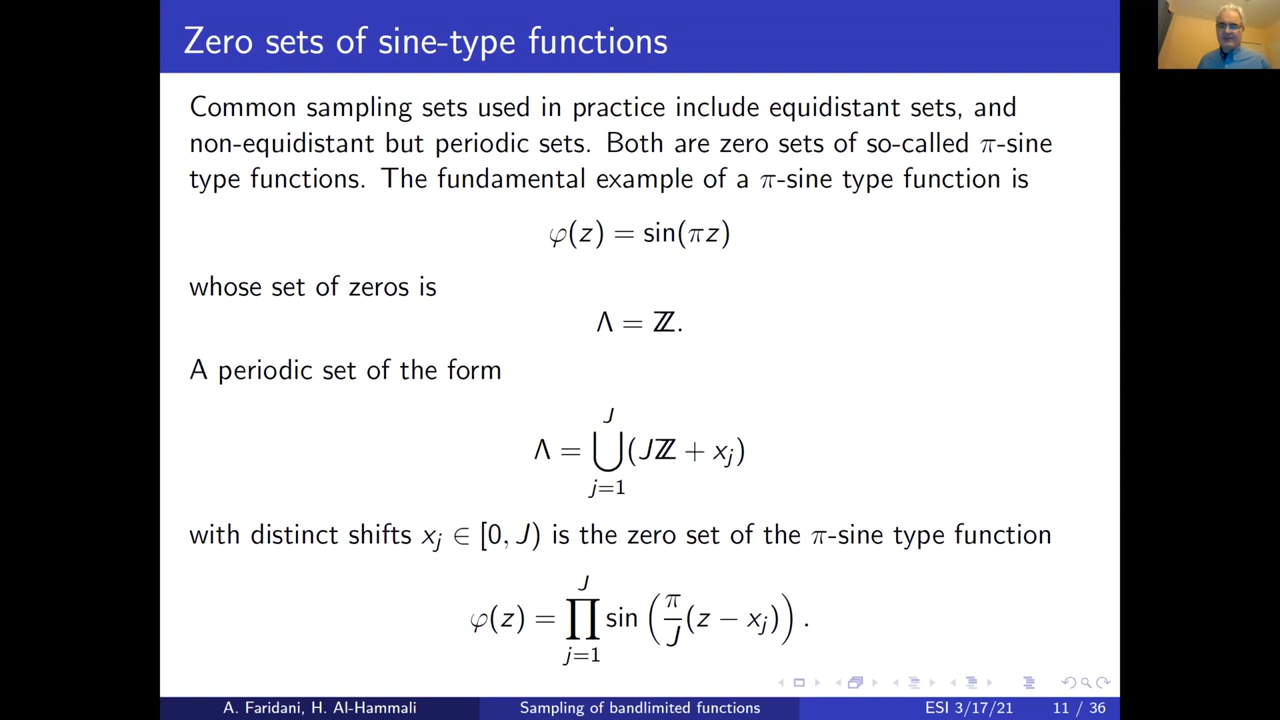 Zero sets of sine-type functions
Common sampling sets used in practice include equidistant sets, and
non-equidistant but periodic sets. Both are zero sets of so-called π-sine
type functions. The fundamental example of a π-sine type function is
φ(z) = sin(πz)
whose set of zeros is
Λ = ℤ.
A periodic set of the form
Λ = ⋃_{j=1}^{J} (Jℤ + x_j)
with distinct shifts x_j ∈ [0, J) is the zero set of the π-sine type function
φ(z) = ∏_{j=1}^{J} sin (π/J (z − x_j)) .
A. Faridani, H. Al-Hammali Sampling of bandlimited functions ESI 3/17/21 11 / 36